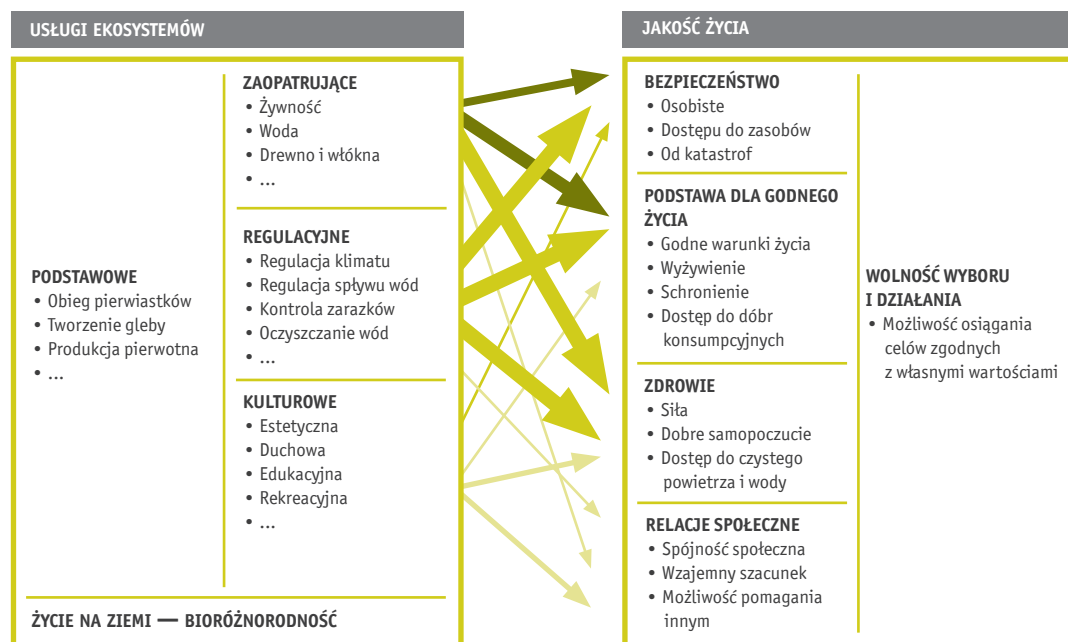 USŁUGI EKOSYSTEMÓW
PODSTAWOWE
• Obieg pierwiastków
• Tworzenie gleby
• Produkcja pierwotna
• ...
ZAOPATRUJĄCE
• Żywność
• Woda
• Drewno i włókna
• ...
REGULACYJNE
• Regulacja klimatu
• Regulacja spływu wód
• Kontrola zarazków
• Oczyszczanie wód
• ...
KULTUROWE
• Estetyczna
• Duchowa
• Edukacyjna
• Rekreacyjna
• ...
ŻYCIE NA ZIEMI — BIORÓŻNORODNOŚĆ
JAKOŚĆ ŻYCIA
BEZPIECZEŃSTWO
• Osobiste
• Dostępu do zasobów
• Od katastrof
PODSTAWA DLA GODNEGO
ŻYCIA
• Godne warunki życia
• Wyżywienie
• Schronienie
• Dostęp do dóbr
konsumpcyjnych
ZDROWIE
• Siła
• Dobre samopoczucie
• Dostęp do czystego
powietrza i wody
RELACJE SPOŁECZNE
• Spójność społeczna
• Wzajemny szacunek
• Możliwość pomagania
innym
WOLNOŚĆ WYBORU
I DZIAŁANIA
• Możliwość osiągania
celów zgodnych
z własnymi wartościami